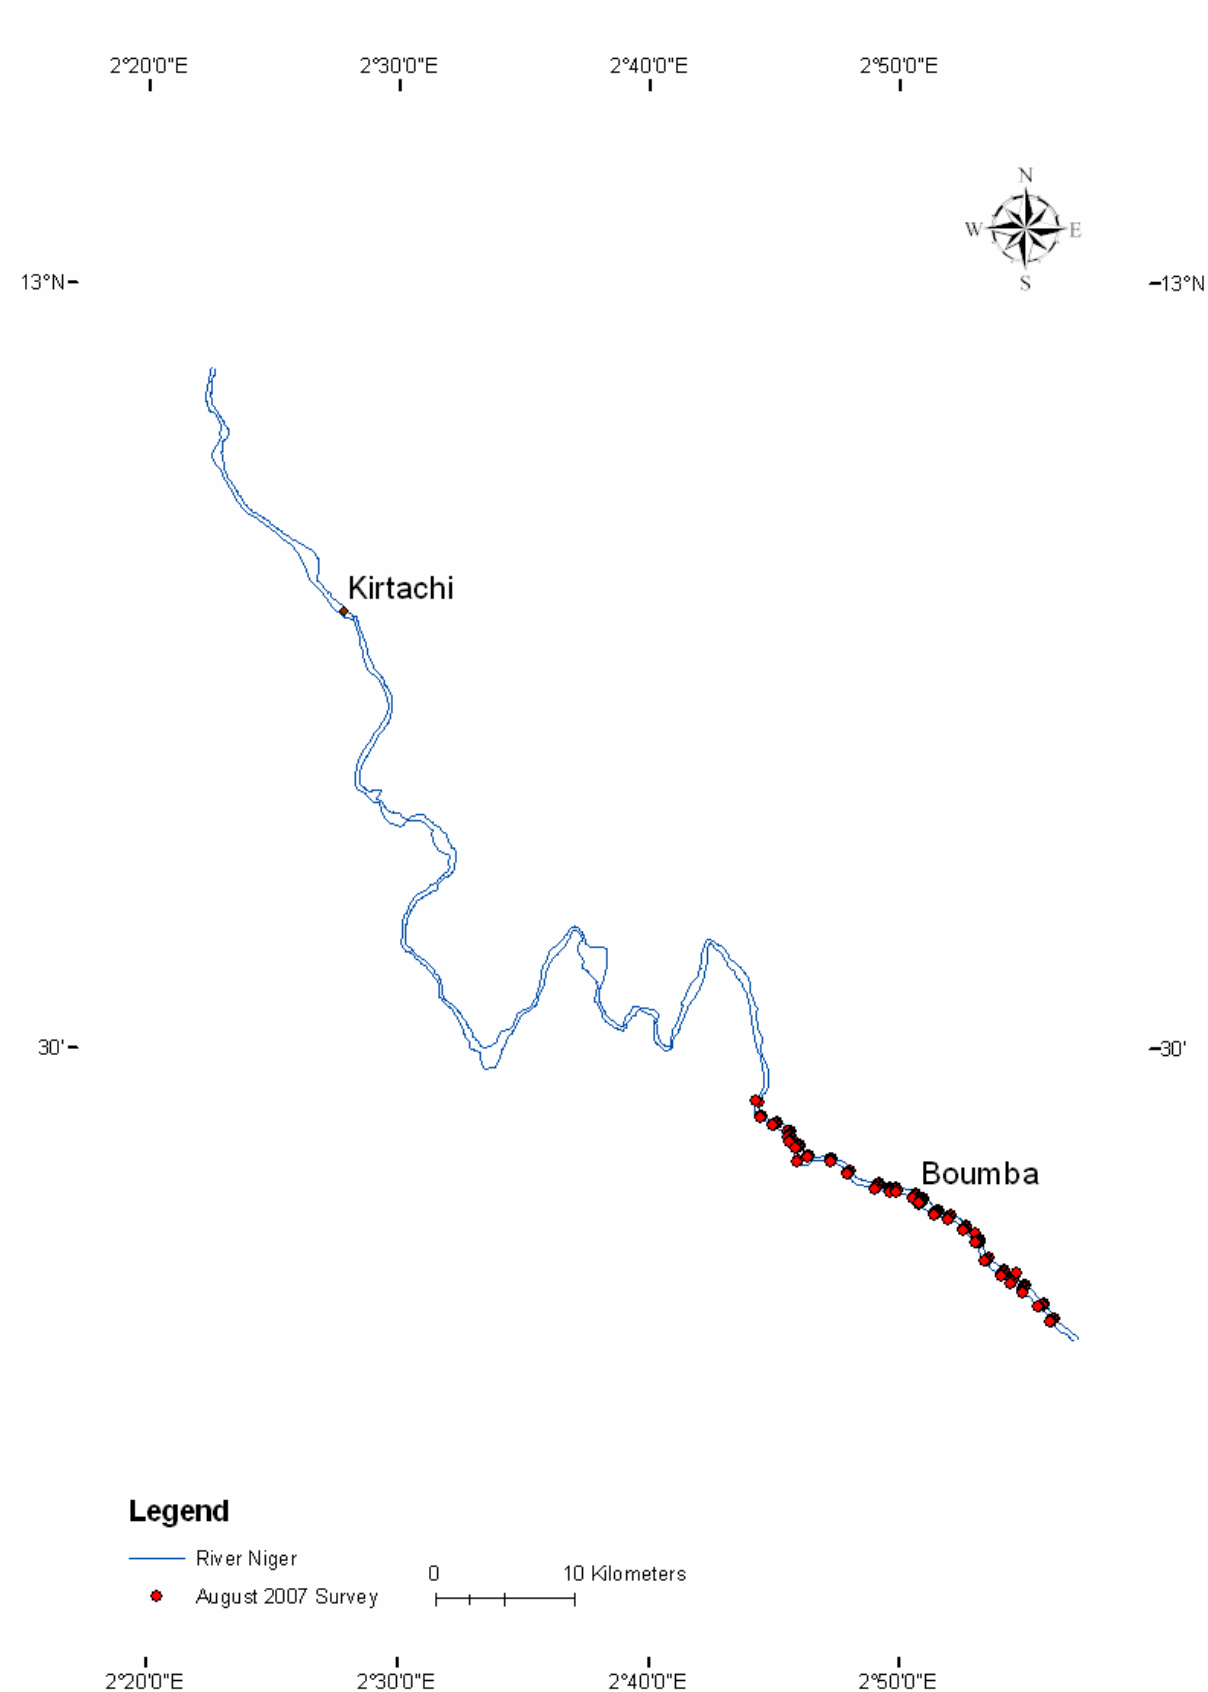 2°20'0"E 2°30'0"E 2°40'0"E 2°50'0"E
N
W E
S
13°N 13°N
Kirtachi
30' 30'
Boumba
Legend
River Niger
0 10 Kilometers
August 2007 Survey
2°20'0"E 2°30'0"E 2°40'0"E 2°50'0"E